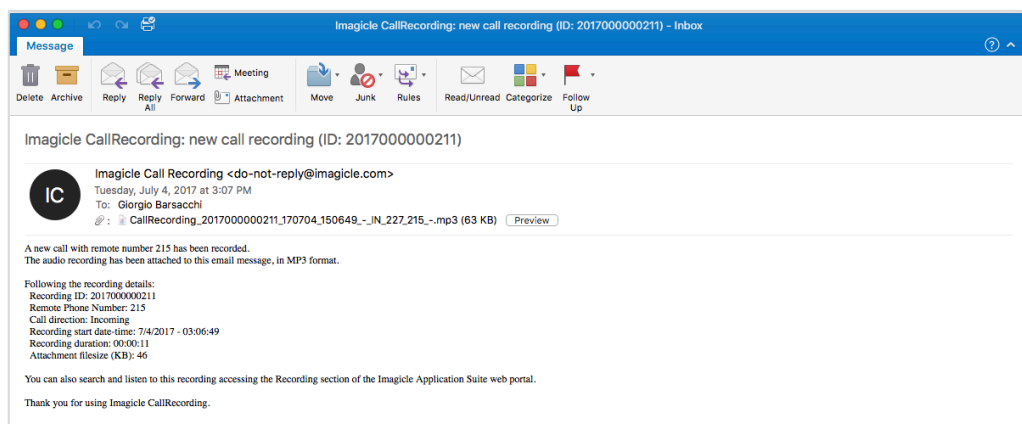 Imagicle CallRecording: new call recording (ID: 2017000000211) - Inbox
Message
?
Delete
Archive
Reply
Reply All
Forward
Meeting
Attachment
Move
Junk
Rules
Read/Unread
Categorize
Follow Up
Imagicle CallRecording: new call recording (ID: 2017000000211)
IC
Imagicle Call Recording <do-not-reply@imagicle.com>
Tuesday, July 4, 2017 at 3:07 PM
To: Giorgio Barsacchi
: CallRecording_2017000000211_170704_150649_-_IN_227_215_-.mp3 (63 KB) Preview
A new call with remote number 215 has been recorded.
The audio recording has been attached to this email message, in MP3 format.
Following the recording details:
Recording ID: 2017000000211
Remote Phone Number: 215
Call direction: Incoming
Recording start date-time: 7/4/2017 - 03:06:49
Recording duration: 00:00:11
Attachment filesize (KB): 46
You can also search and listen to this recording accessing the Recording section of the Imagicle Application Suite web portal.
Thank you for using Imagicle CallRecording.